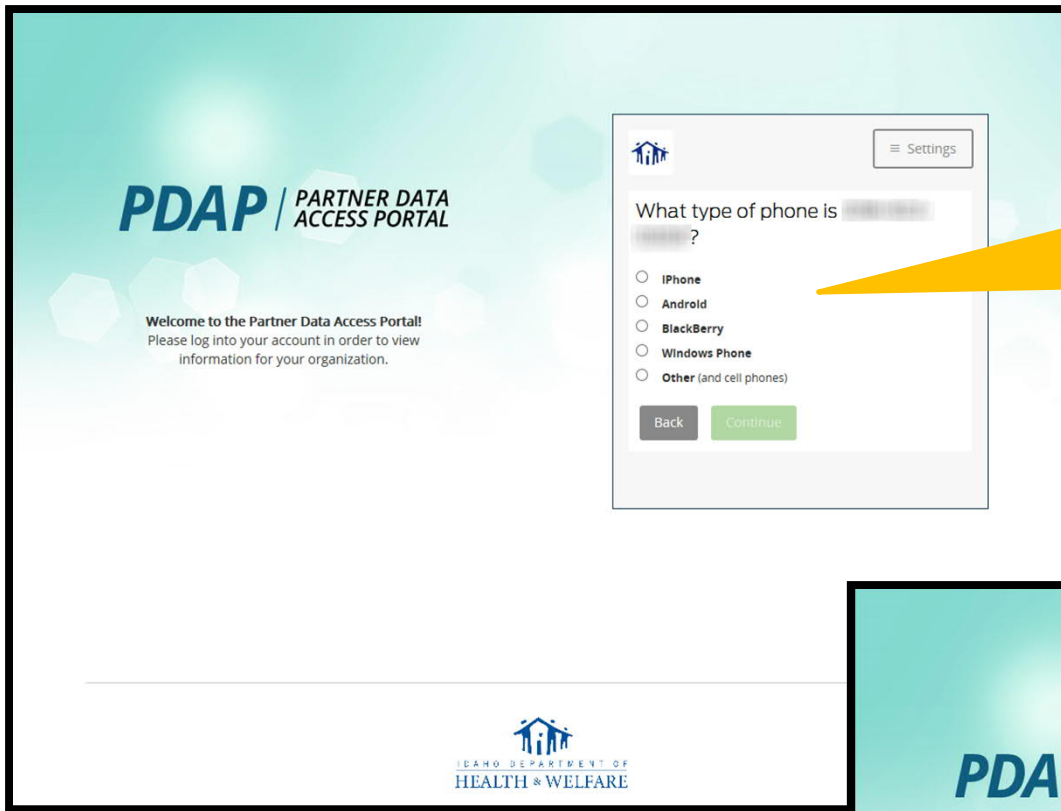 PDAP PARTNER DATA
ACCESS PORTAL
Welcome to the Partner Data Access Portal!
Please log into your account in order to view
information for your organization.
≡ Settings
What type of phone is
?
IPhone
Android
BlackBerry
Windows Phone
Other (and cell phones)
Back Continue
IDAHO DEPARTMENT OF
HEALTH & WELFARE
PDA